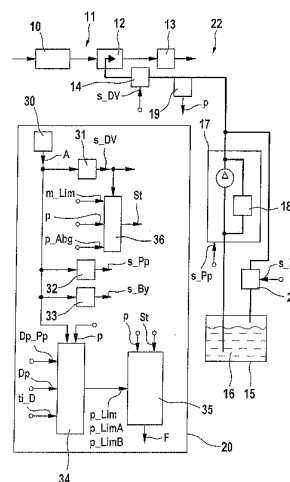 11
12
13
22
10
14
s_DV
19
p
17
30
A
31
s_DV
m_Lim
St
p
p_Abg
36
18
s_Pp
s_Pp
32
s_By
33
16
15
Dp_Pp
p
Dp
ti_D
p
St
p_Lim
p_LimA
p_LimB
35
F
20
34